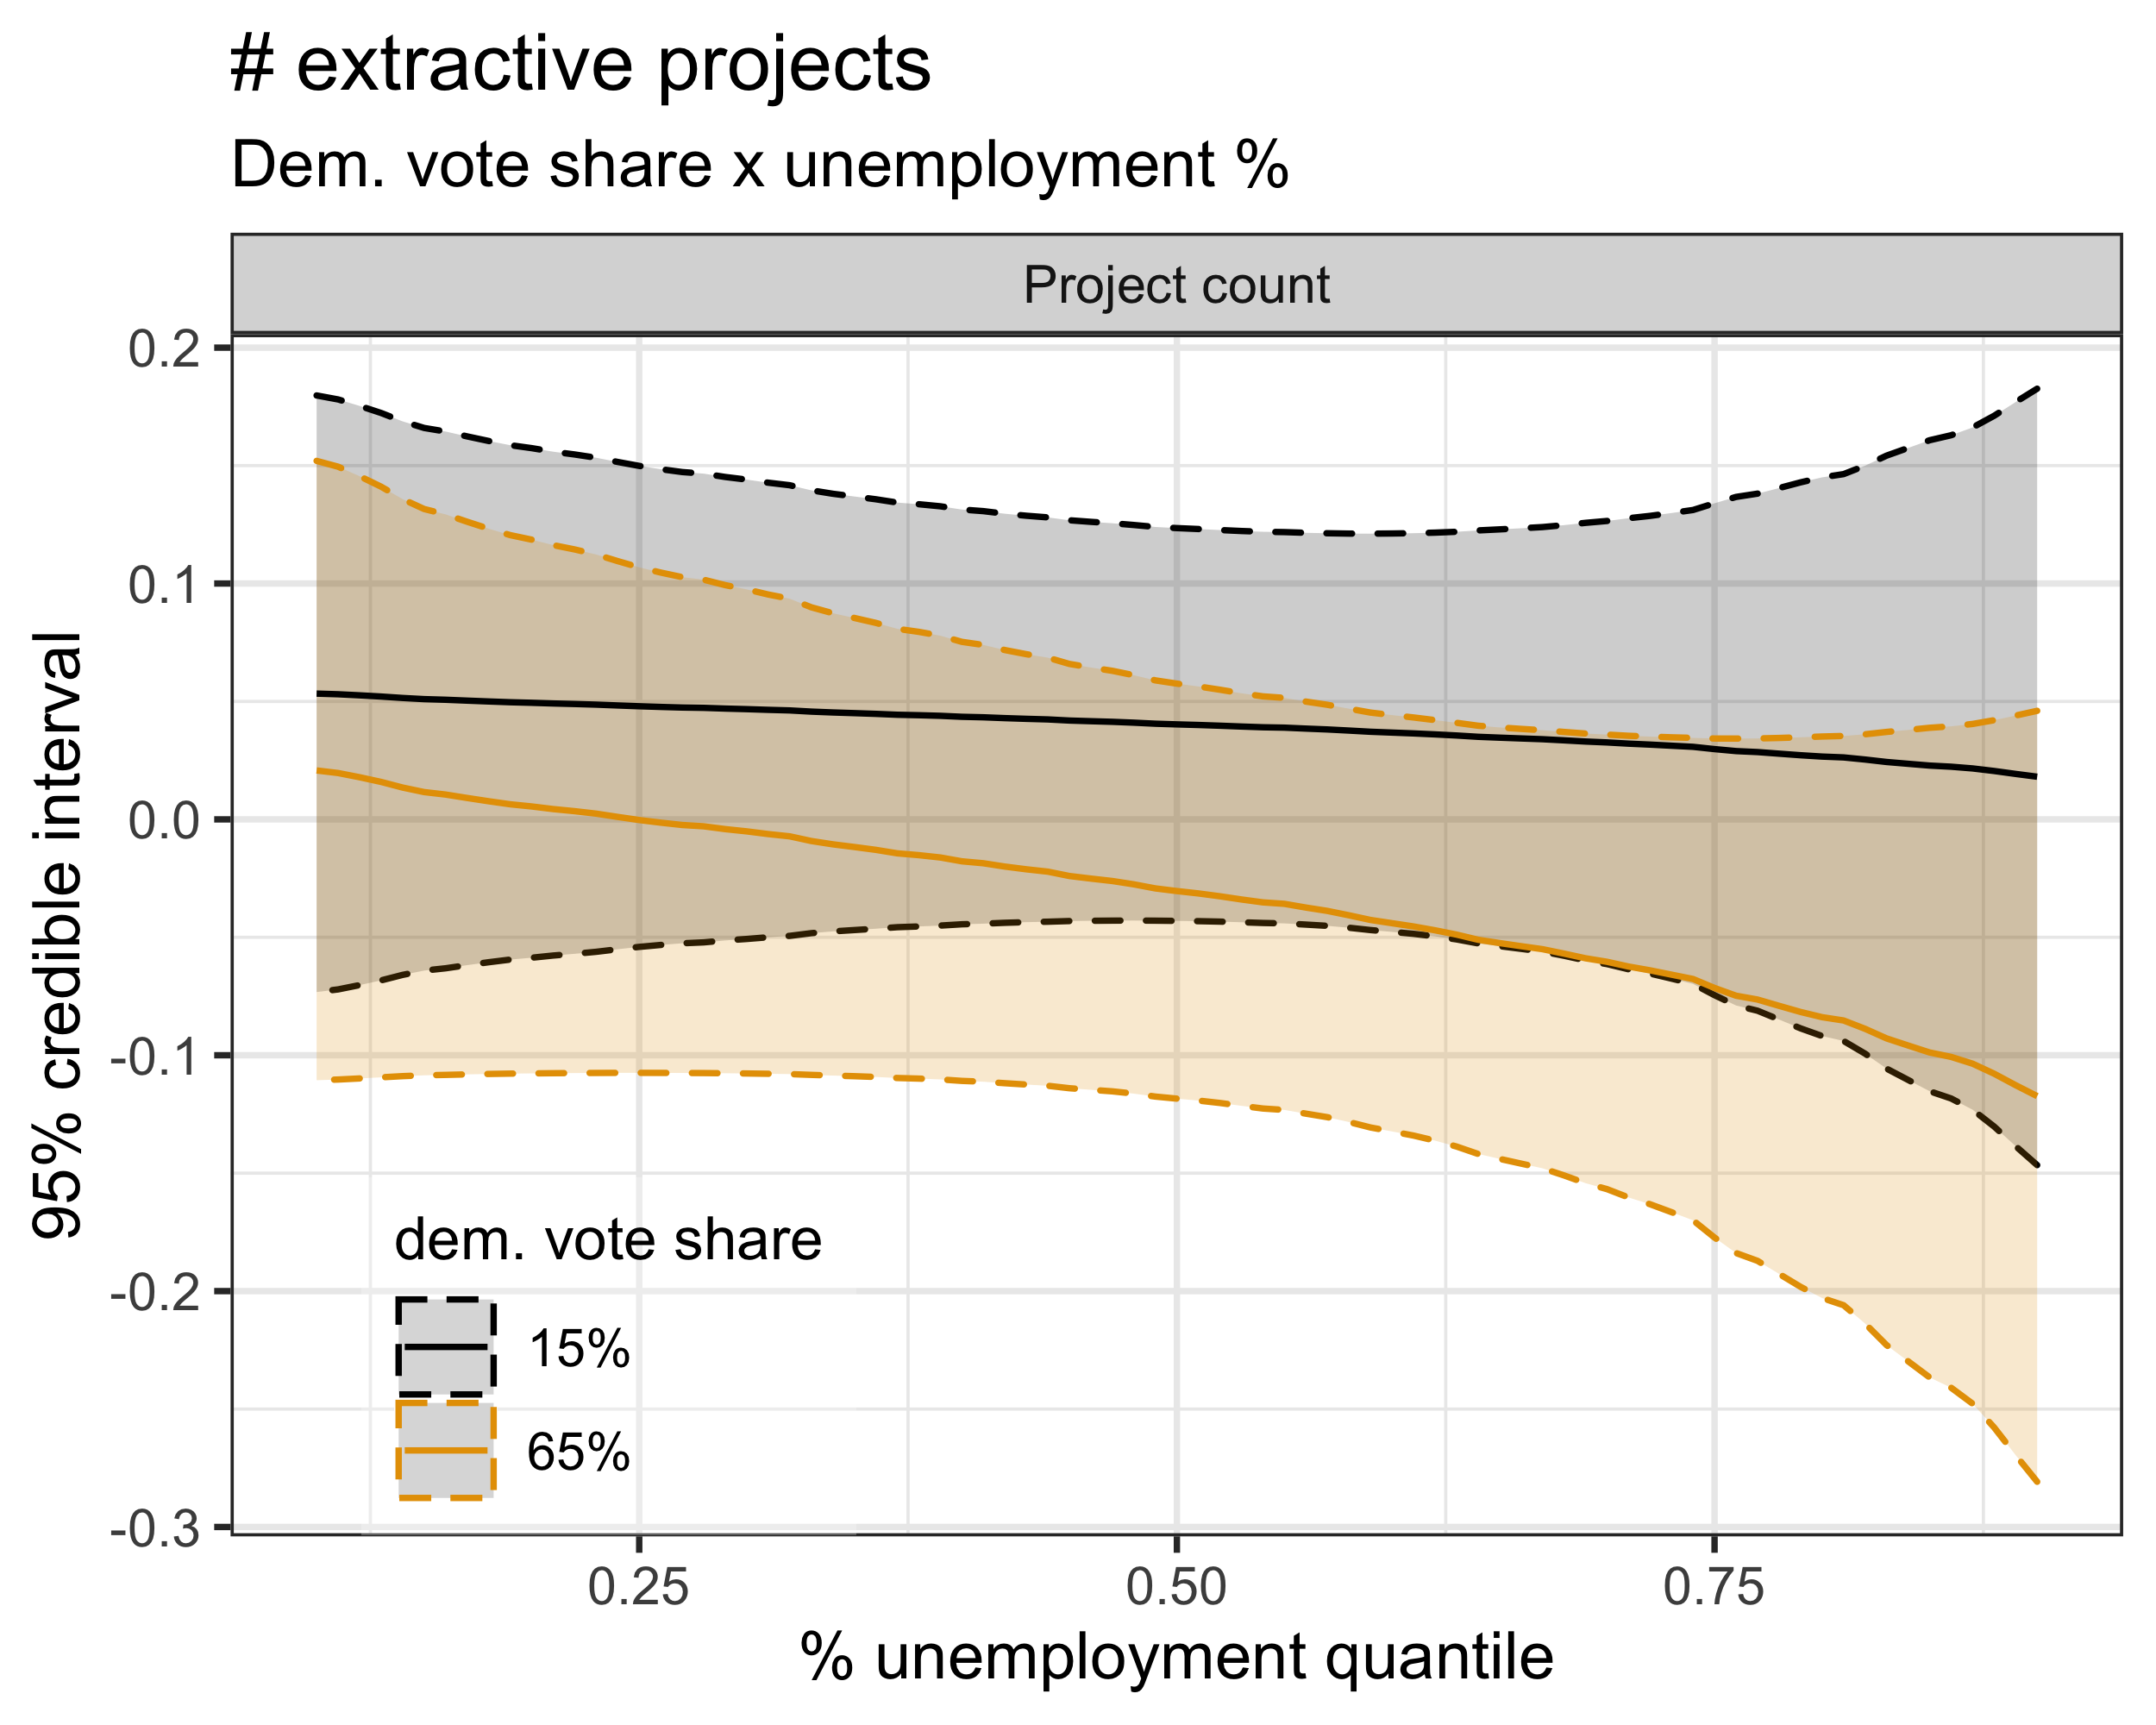 # extractive projects
Dem. vote share x unemployment %
Project count
0.2
0.1
0.0
-0.1
-0.2
-0.3
95% credible interval
dem. vote share
15%
65%
0.25 0.50 0.75
% unemployment quantile